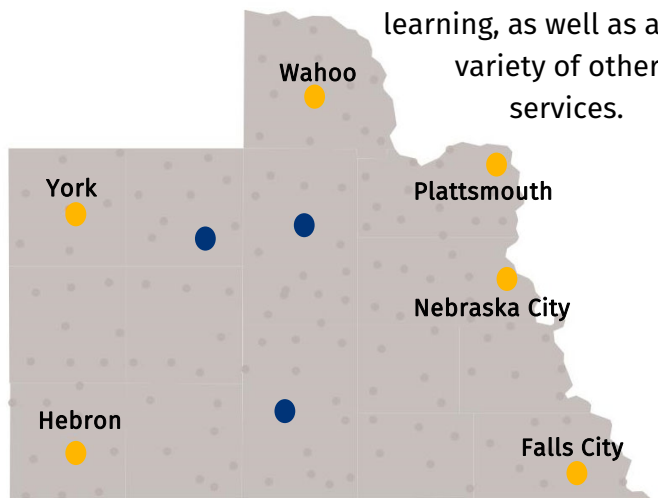 learning, as well as a
variety of other
services.
Wahoo
York
Plattsmouth
Nebraska City
Hebron
Falls City